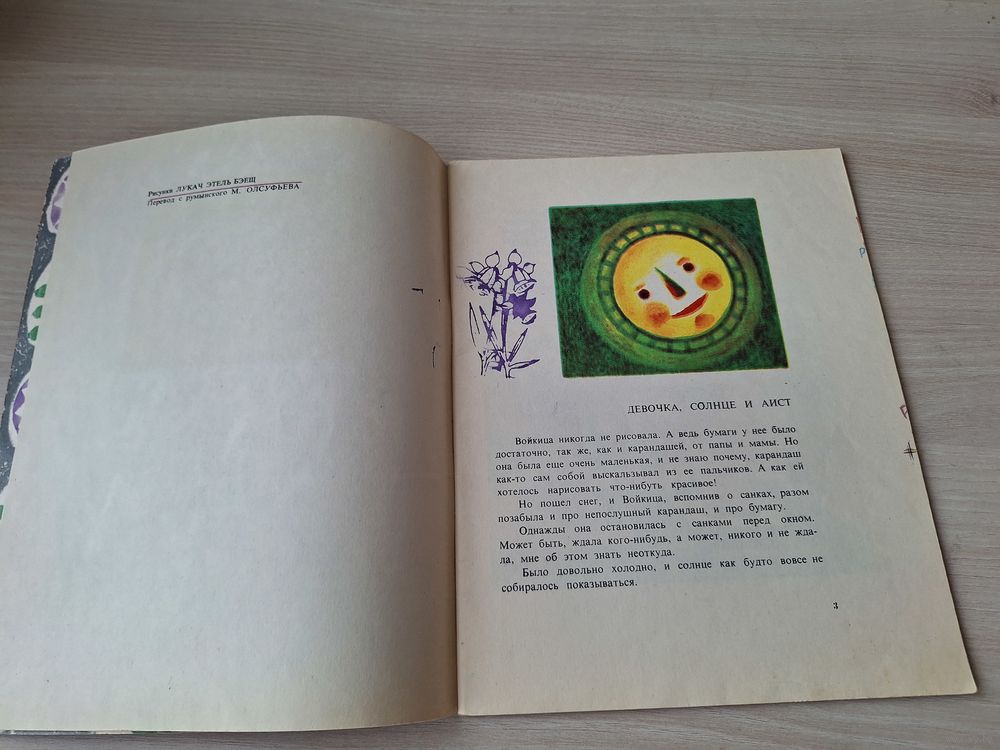 Рисунки ЛУКАЧ ЭТЕЛЬ БЭЕЩ
Перевод с румынского М. ОЛСУФЬЕВА
ДЕВОЧКА, СОЛНЦЕ И АИСТ
Войкица никогда не рисовала. А ведь бумаги у нее было
достаточно, так же, как и карандашей, от папы и мамы. Но
она была еще очень маленькая, и не знаю почему, карандаш
как-то сам собой выскальзывал из ее пальчиков. А как ей
хотелось нарисовать что-нибуть красивое!
Но пошел снег, и Войкица, вспомнив о санках, разом
позабыла и про непослушный карандаш, и про бумагу.
Однажды она остановилась с санками перед окном.
Может быть, ждала кого-нибудь, а может, никого и не жда-
ла, мне об этом знать неоткуда.
Было довольно холодно, и солнце как будто вовсе не
собиралось показываться.
3